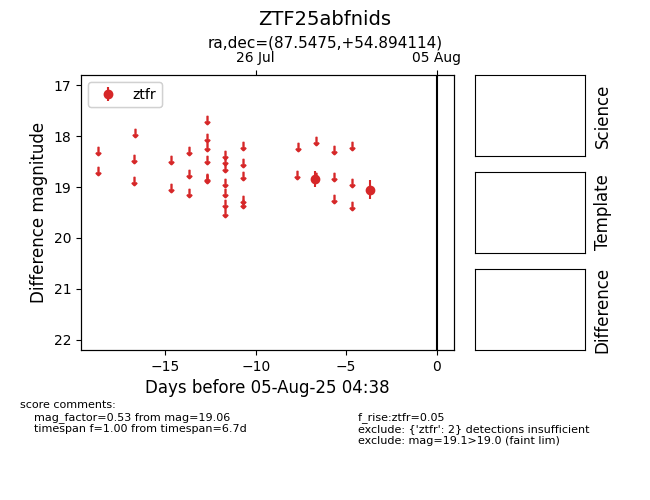 ZTF25abfnids
ra,dec=(87.5475,+54.894114)
26 Jul
05 Aug
ztfr
17
18
19
20
21
22
Difference magnitude
−15
−10
−5
0
Days before 05-Aug-25 04:38
Science
Template
Difference
score comments:
mag_factor=0.53 from mag=19.06
timespan f=1.00 from timespan=6.7d
f_rise:ztfr=0.05
exclude: {'ztfr': 2} detections insufficient
exclude: mag=19.1>19.0 (faint lim)